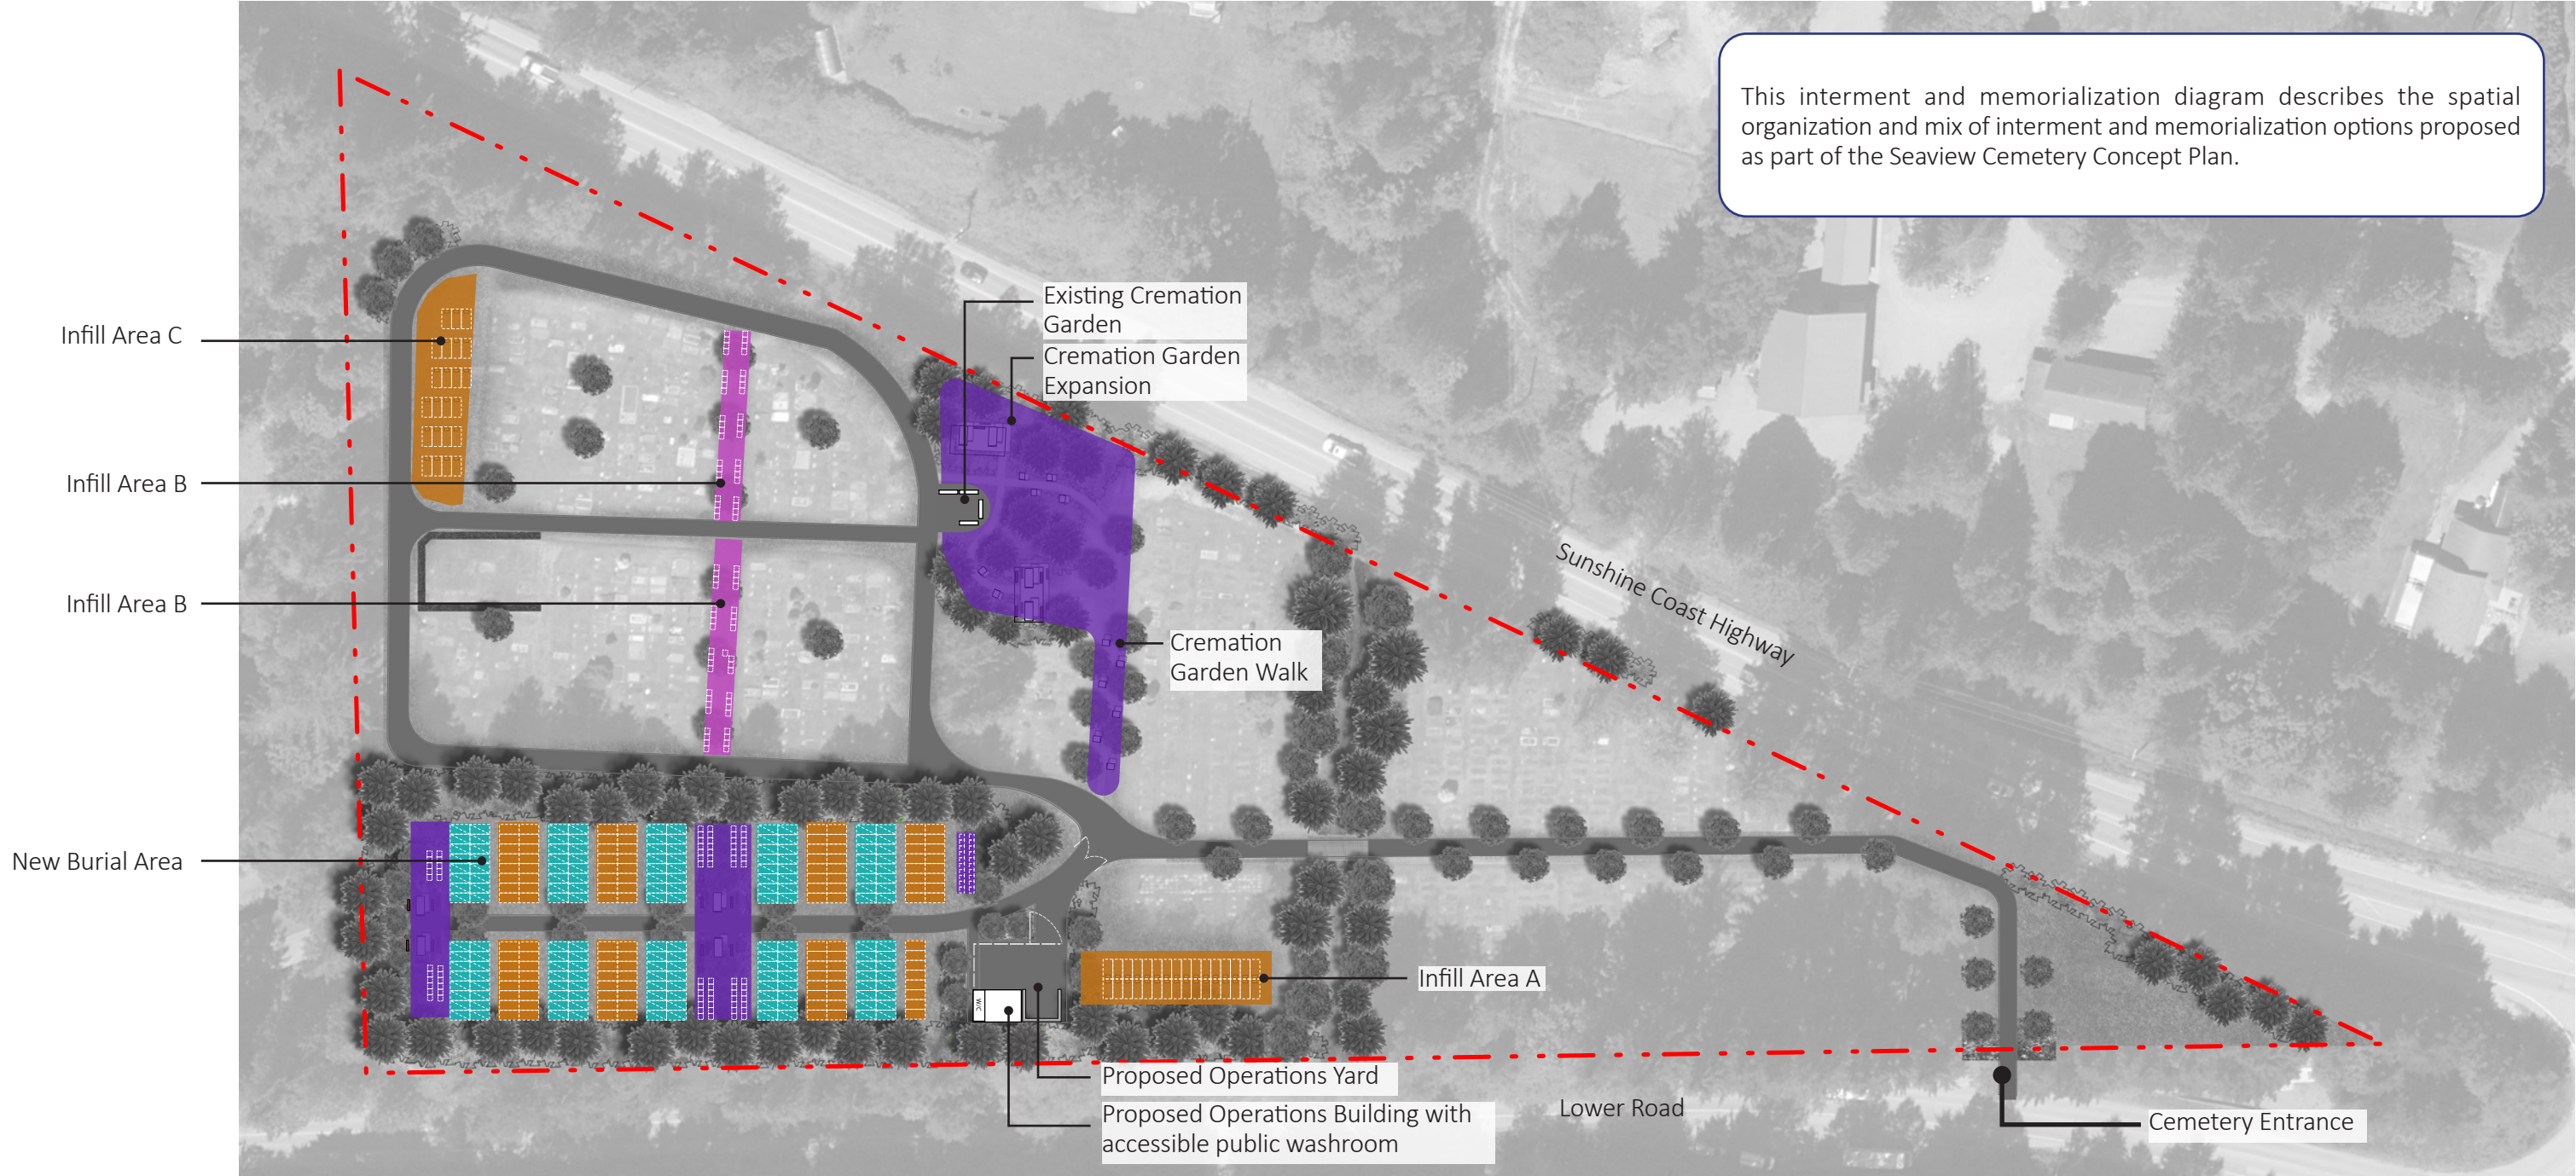 This interment and memorialization diagram describes the spatial
organization and mix of interment and memorialization options proposed
as part of the Seaview Cemetery Concept Plan.
Existing Cremation
Garden
Cremation Garden
Expansion
Infill Area C
Infill Area B
Infill Area B
Sunshine Coast Highway
Cremation
Garden Walk
New Burial Area
Infill Area A
W/C
Proposed Operations Yard
Proposed Operations Building with
accessible public washroom
Lower Road
Cemetery Entrance